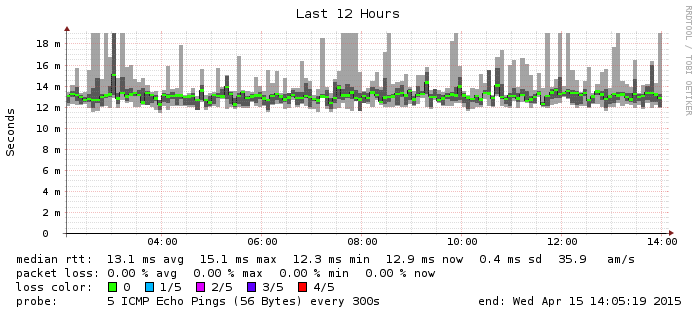 Last 12 Hours
RRDTOOL / TOBI OETIKER
Seconds
18 m
16 m
14 m
12 m
10 m
8 m
6 m
4 m
2 m
0
04:00 06:00 08:00 10:00 12:00 14:00
median rtt: 13.1 ms avg 15.1 ms max 12.3 ms min 12.9 ms now 0.4 ms sd 35.9 am/s
packet loss: 0.00 % avg 0.00 % max 0.00 % min 0.00 % now
loss color: 0 1/5 2/5 3/5 4/5
probe: 5 ICMP Echo Pings (56 Bytes) every 300s end: Wed Apr 15 14:05:19 2015